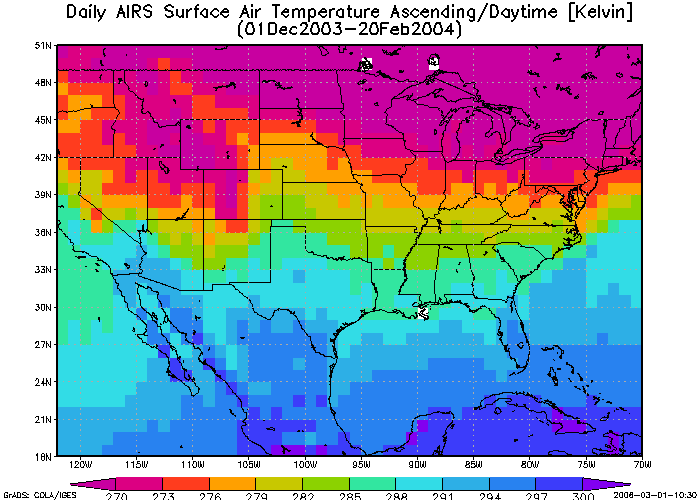 Daily AIRS Surface Air Temperature Ascending/Daytime [Kelvin]
(01Dec2003-20Feb2004)
51N
48N
45N
42N
39N
36N
33N
30N
27N
24N
21N
18N
120W 115W 110W 105W 100W 95W 90W 85W 80W 75W 70W
270 273 276 279 282 285 288 291 294 297 300
GrADS: COLA/IGES 2006-03-01-10:30